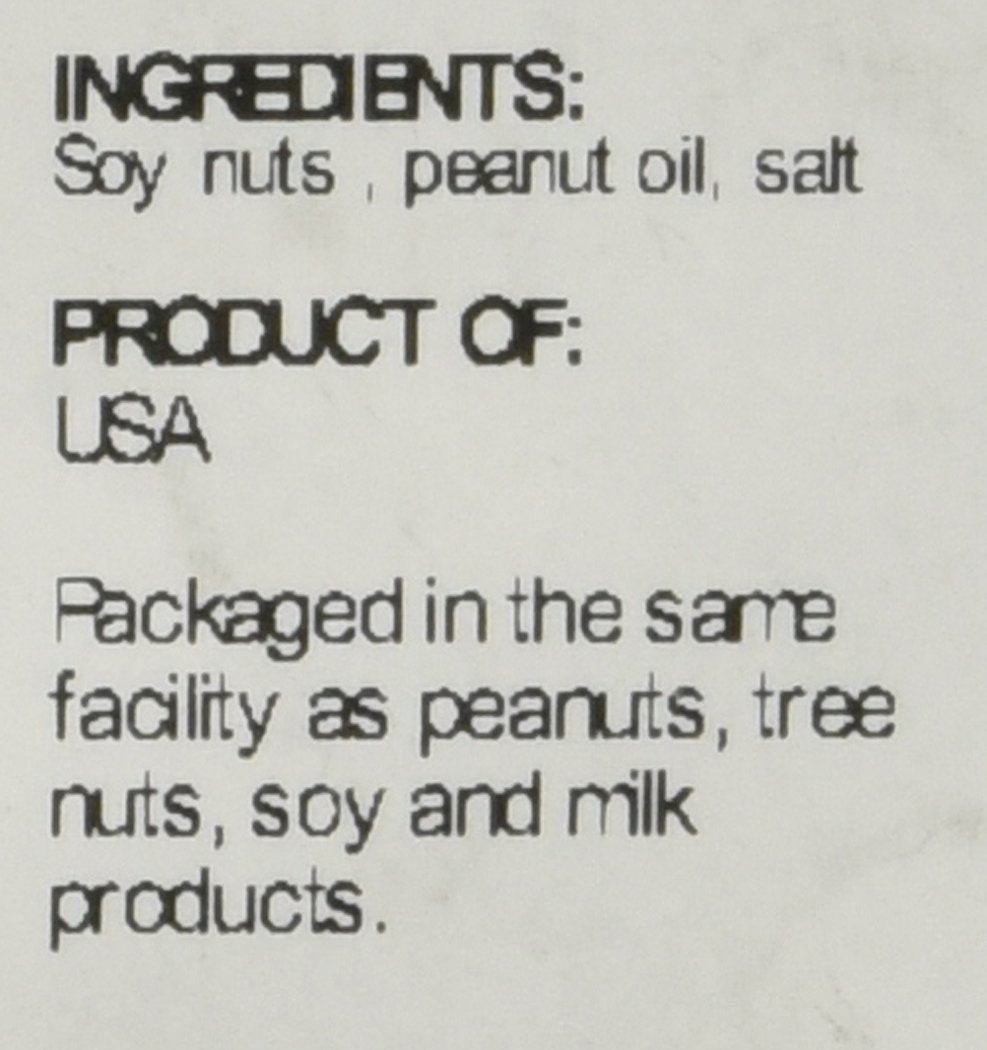 INGREDIENTS:
Soy nuts , peanut oil, salt
PRODUCT OF:
USA
Packaged in the same
facility as peanuts, tree
nuts, soy and milk
products.